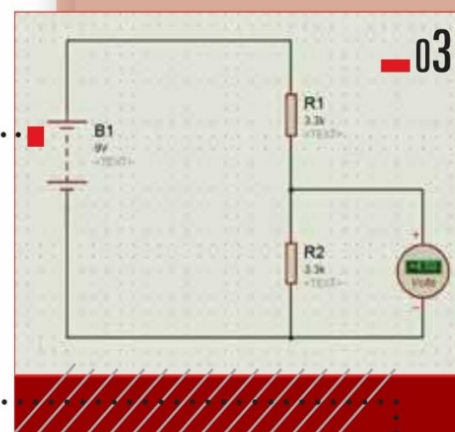 03
R1
3.3k
<TEXT>
B1
9V
<TEXT>
R2
3.3k
<TEXT>
Volts